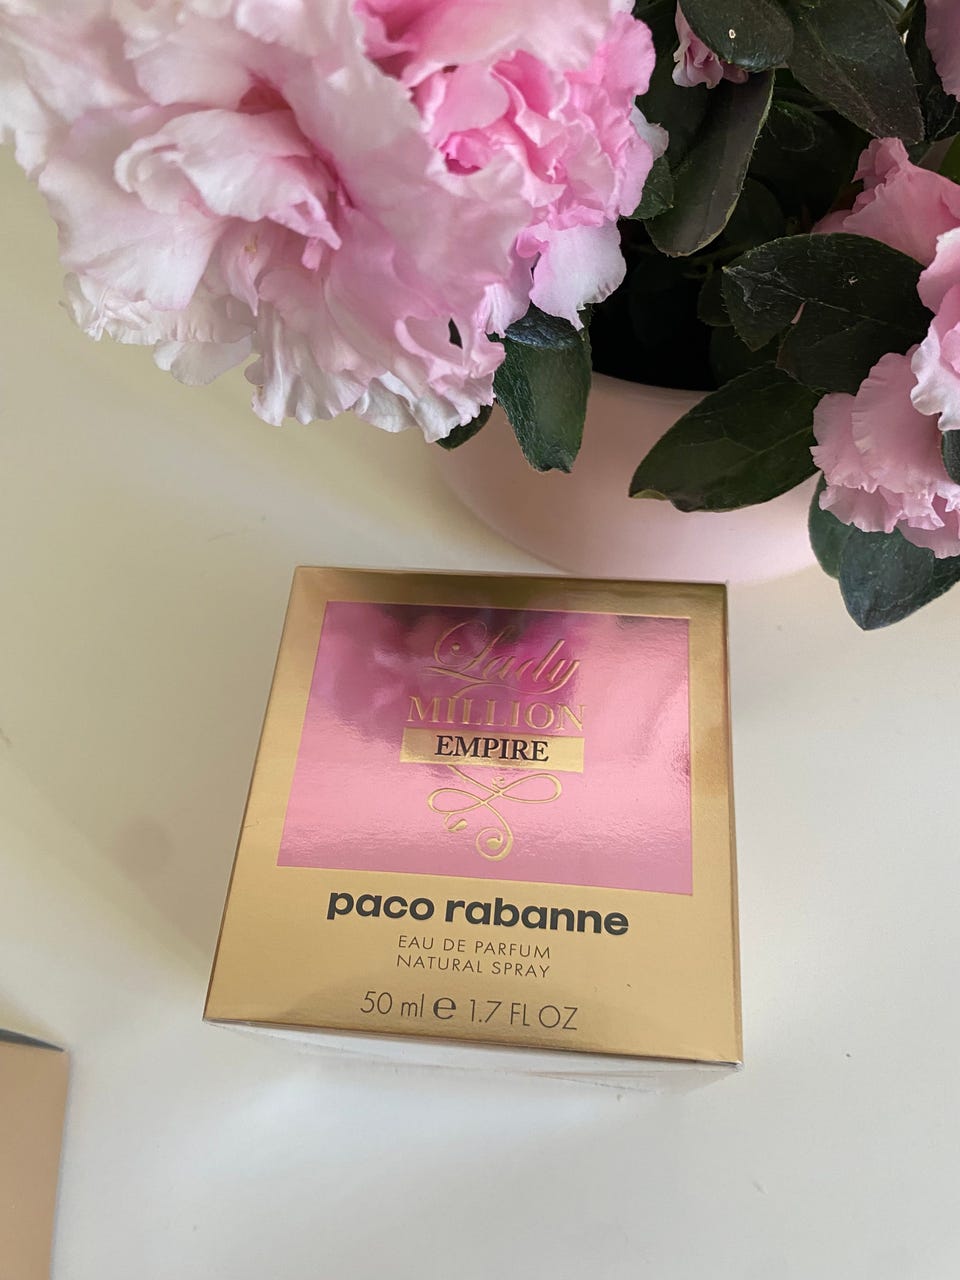 Lady
MILLION
EMPIRE
paco rabanne
EAU DE PARFUM
NATURAL SPRAY
50 ml ℮ 1.7 FL OZ